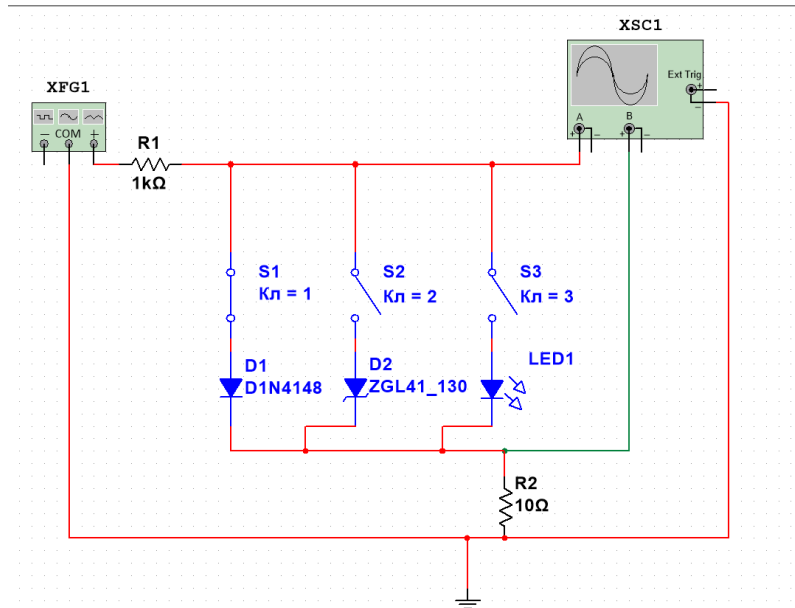 XSC1
Ext Trig
+
−
A
B
+ − + −
XFG1
− COM +
R1
1kΩ
S1
Кл = 1
S2
Кл = 2
S3
Кл = 3
D1
D1N4148
D2
ZGL41_130
LED1
R2
10Ω